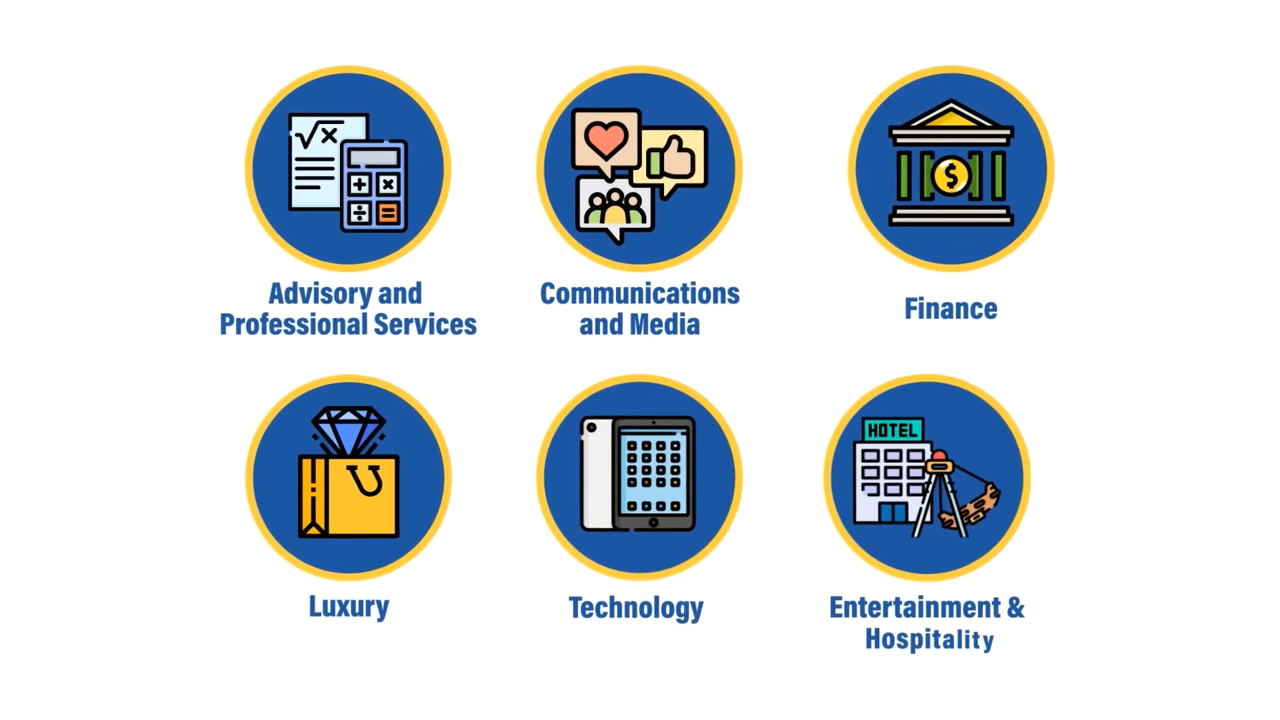 √x
+ x
÷ =
$
Advisory and
Professional Services
Communications
and Media
Finance
HOTEL
Luxury
Technology
Entertainment &
Hospitality